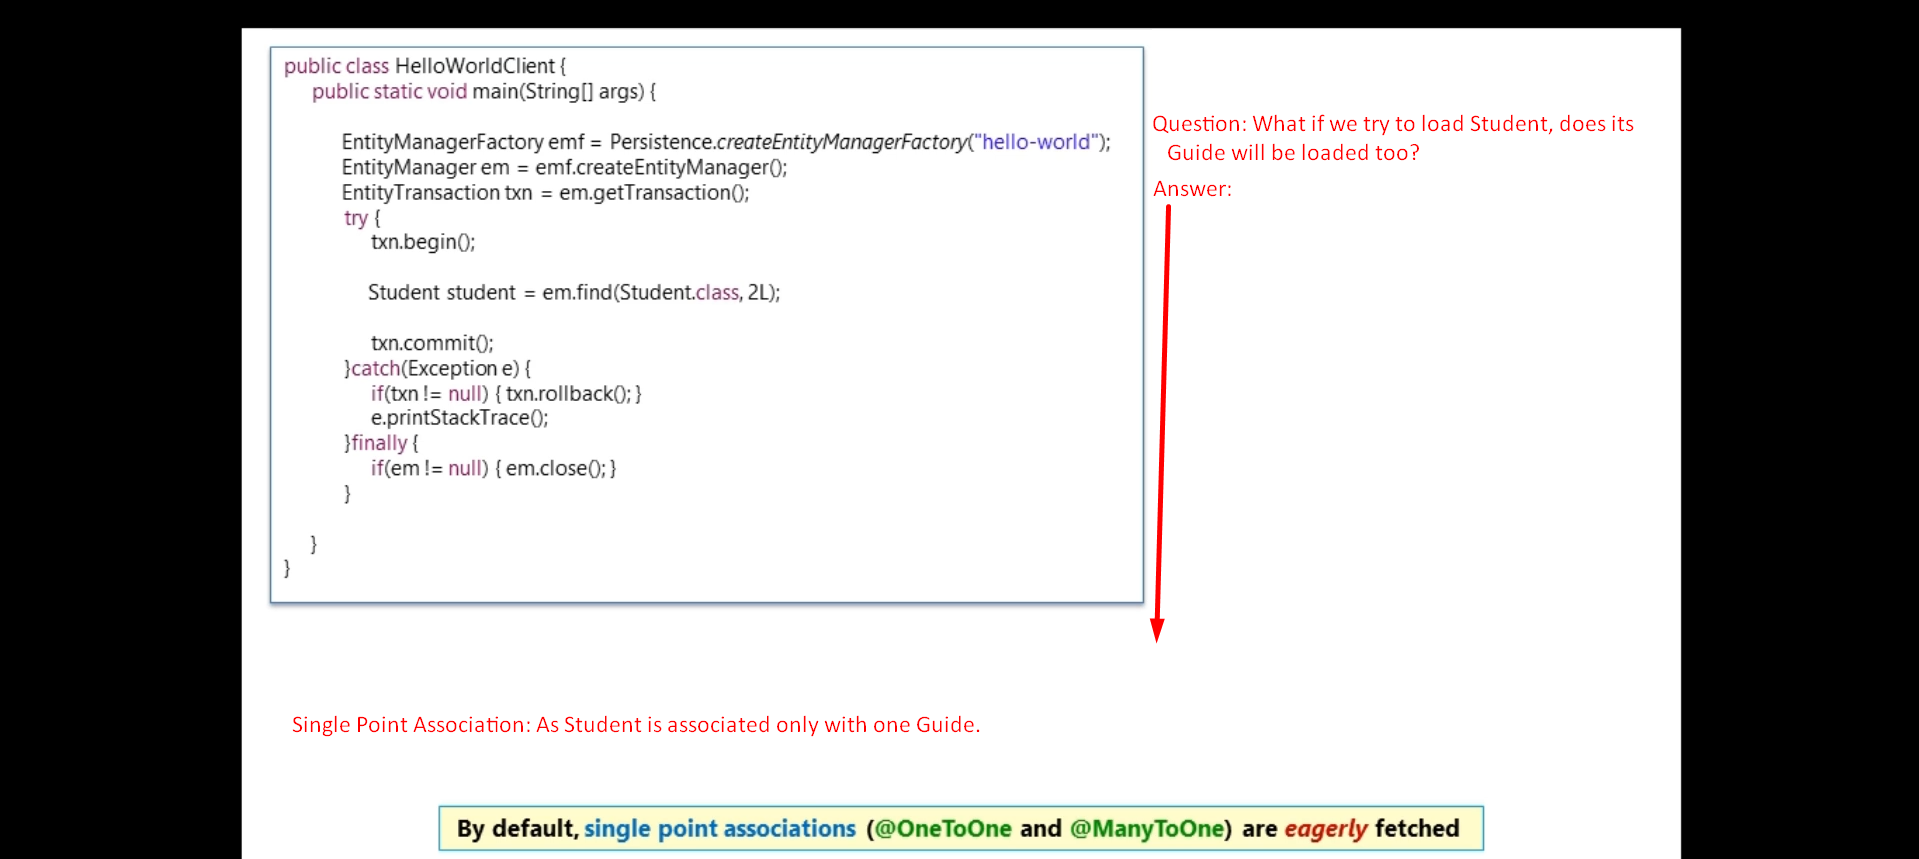 public class HelloWorldClient {
public static void main(String[] args) {
EntityManagerFactory emf = Persistence.createEntityManagerFactory("hello-world");
EntityManager em = emf.createEntityManager();
EntityTransaction txn = em.getTransaction();
try {
txn.begin();
Student student = em.find(Student.class, 2L);
txn.commit();
}catch(Exception e) {
if(txn != null) { txn.rollback(); }
e.printStackTrace();
}finally {
if(em != null) { em.close(); }
}
}
}
Question: What if we try to load Student, does its
Guide will be loaded too?
Answer:
Single Point Association: As Student is associated only with one Guide.
By default, single point associations (@OneToOne and @ManyToOne) are eagerly fetched